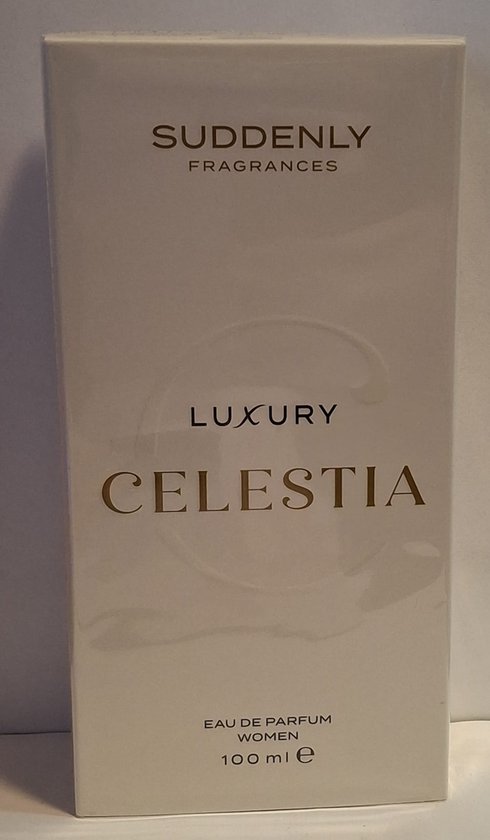 SUDDENLY
FRAGRANCES
LUXURY
CELESTIA
EAU DE PARFUM
WOMEN
100 ml ℮